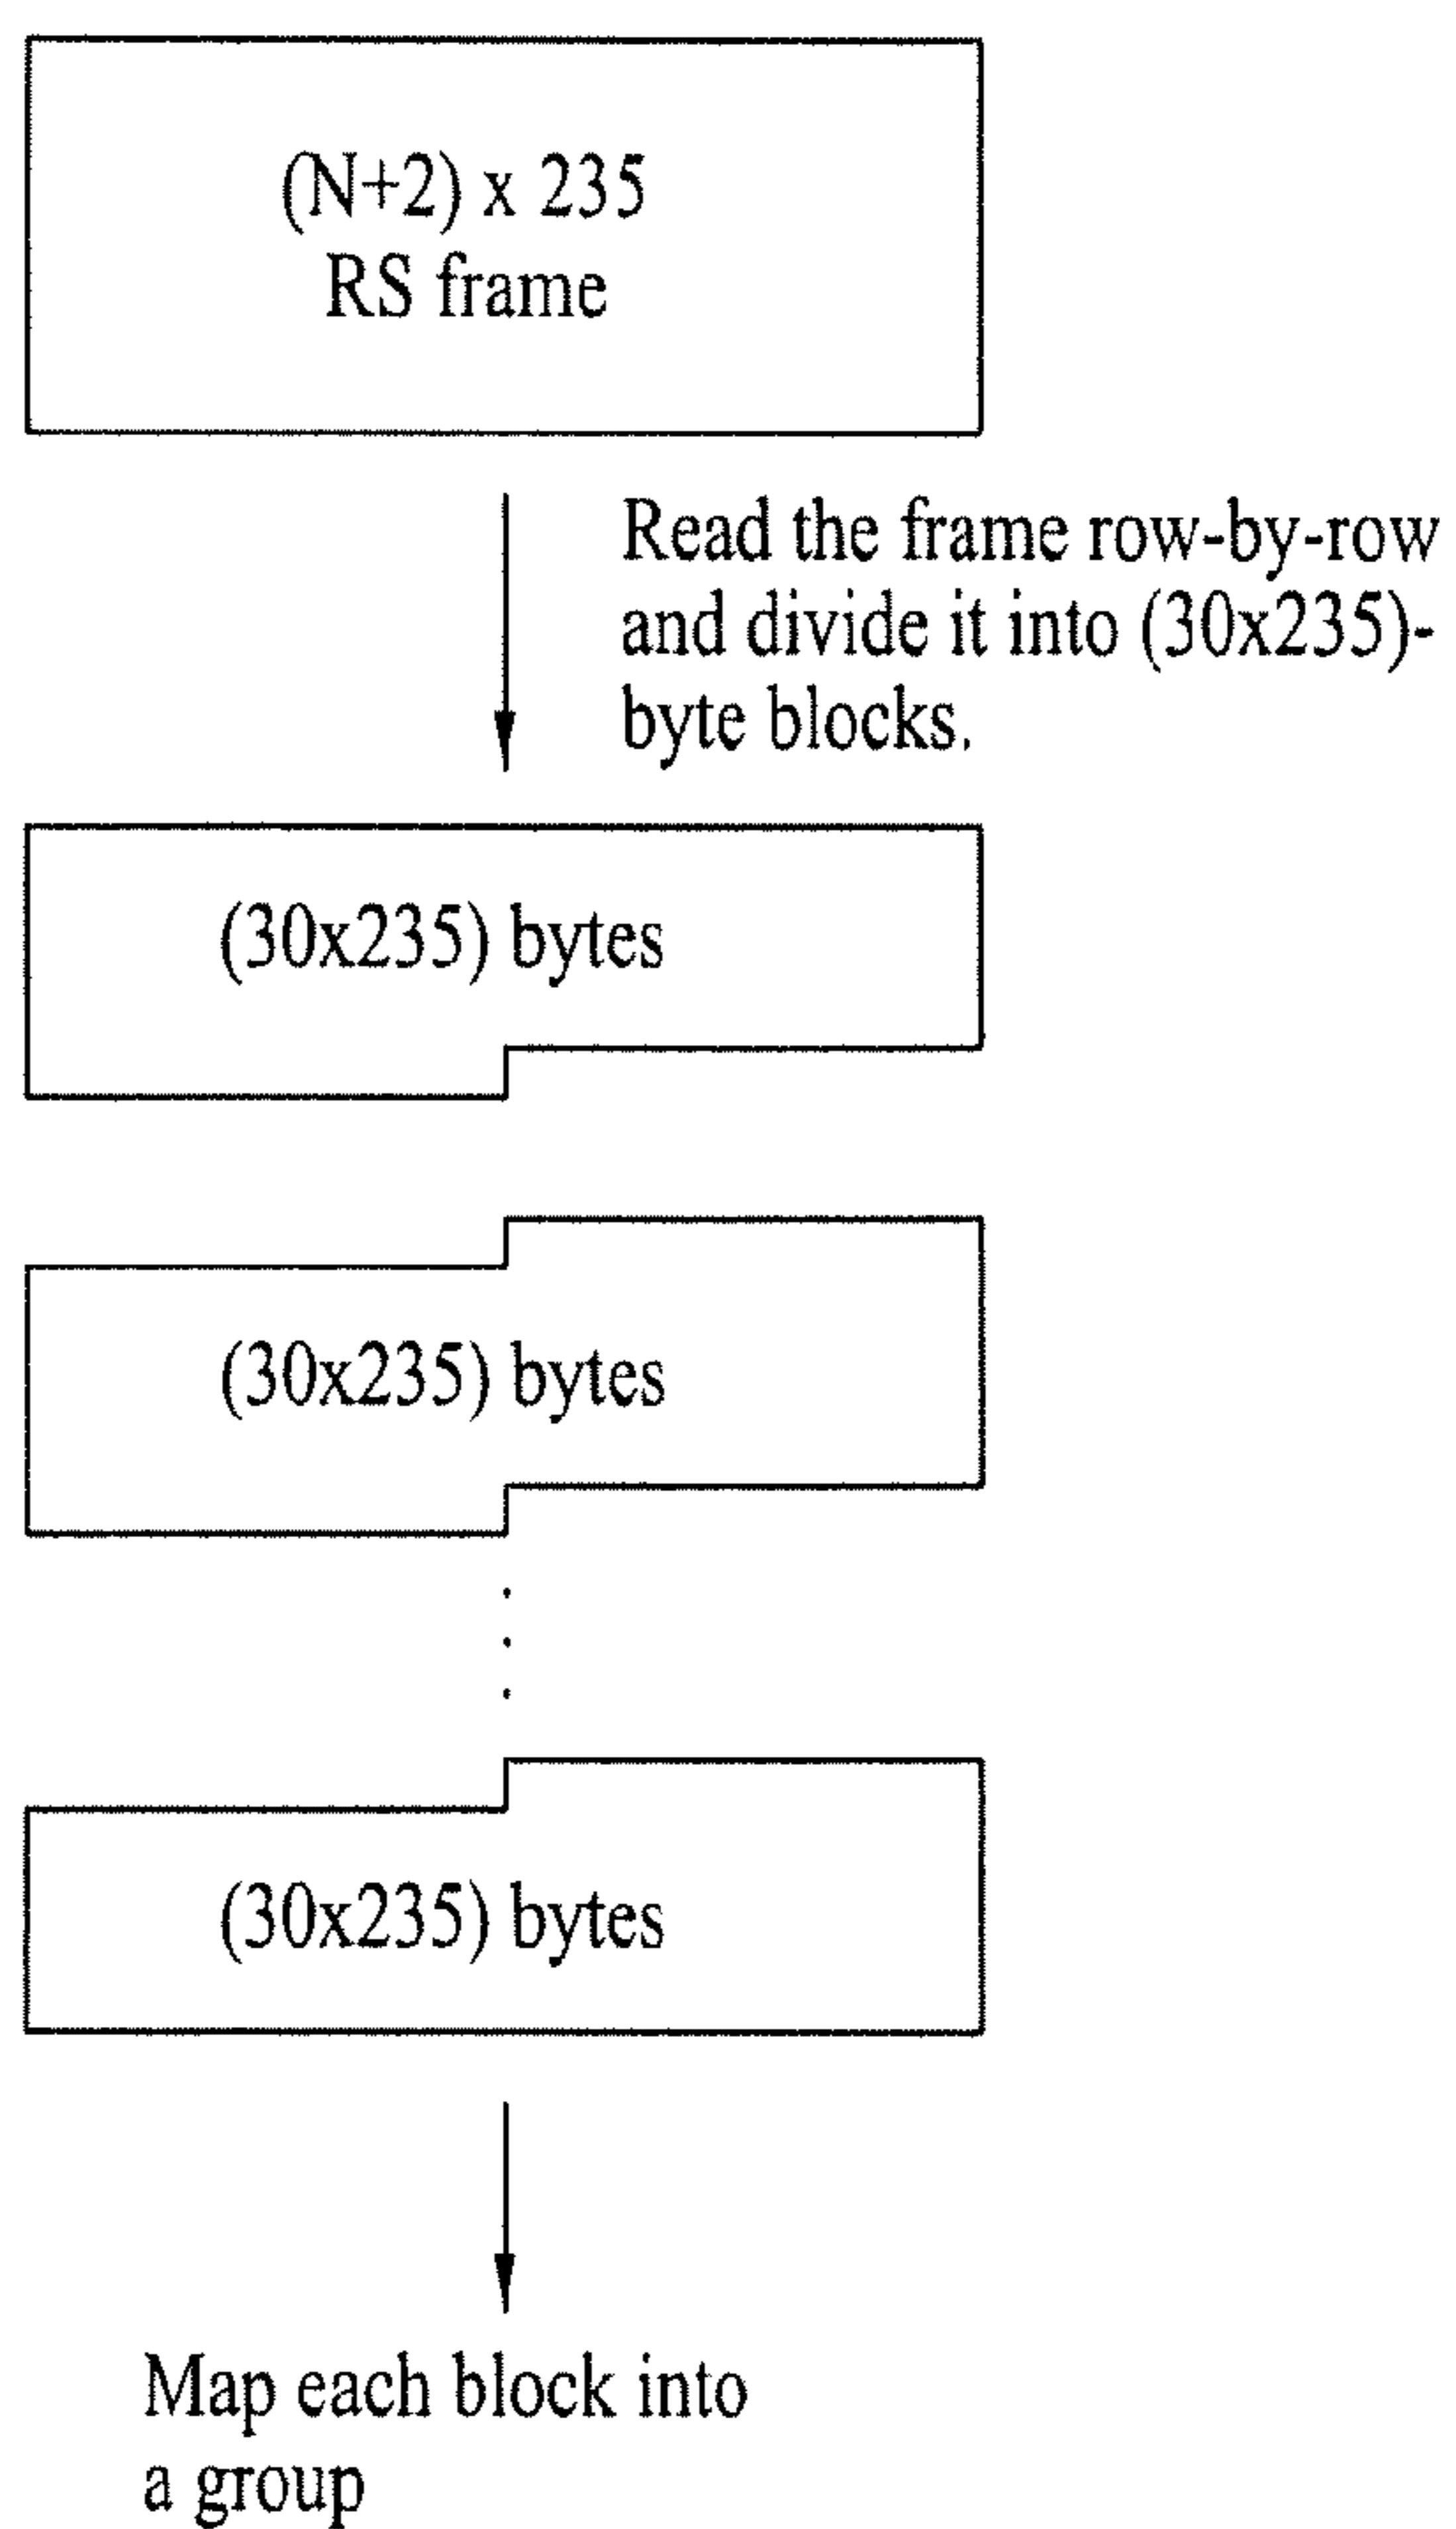 (N+2) x 235
RS frame
Read the frame row-by-row
and divide it into (30x235)-
byte blocks.
(30x235) bytes
(30x235) bytes
(30x235) bytes
Map each block into
a group